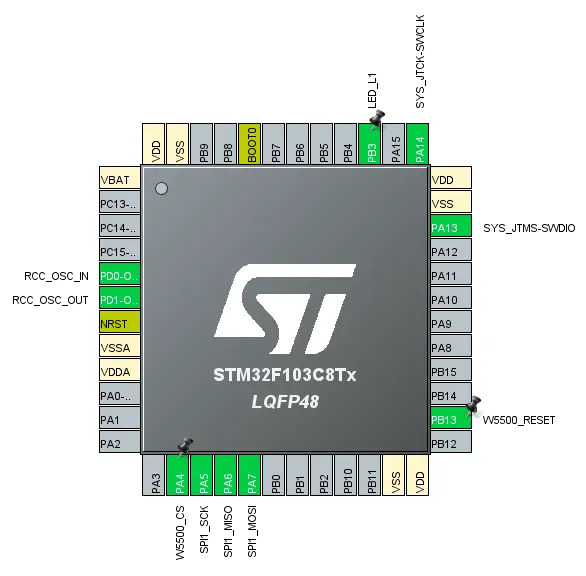 LED_L1
SYS_JTCK-SWCLK
VDD
VSS
PB9
PB8
BOOT0
PB7
PB6
PB5
PB4
PB3
PA15
PA14
VBAT
PC13-..
PC14-..
PC15-..
RCC_OSC_IN
PD0-O..
RCC_OSC_OUT
PD1-O..
NRST
VSSA
VDDA
PA0-..
PA1
PA2
ST
STM32F103C8Tx
LQFP48
VDD
VSS
PA13
SYS_JTMS-SWDIO
PA12
PA11
PA10
PA9
PA8
PB15
PB14
PB13
W5500_RESET
PB12
PA3
PA4
PA5
PA6
PA7
PB0
PB1
PB2
PB10
PB11
VSS
VDD
W5500_CS
SPI1_SCK
SPI1_MISO
SPI1_MOSI